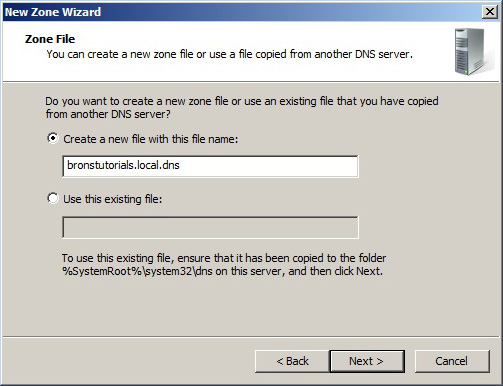 New Zone Wizard
Zone File
You can create a new zone file or use a file copied from another DNS server.
Do you want to create a new zone file or use an existing file that you have copied
from another DNS server?
Create a new file with this file name:
bronstutorials.local.dns
Use this existing file:
To use this existing file, ensure that it has been copied to the folder
%SystemRoot%\system32\dns on this server, and then click Next.
< Back Next > Cancel